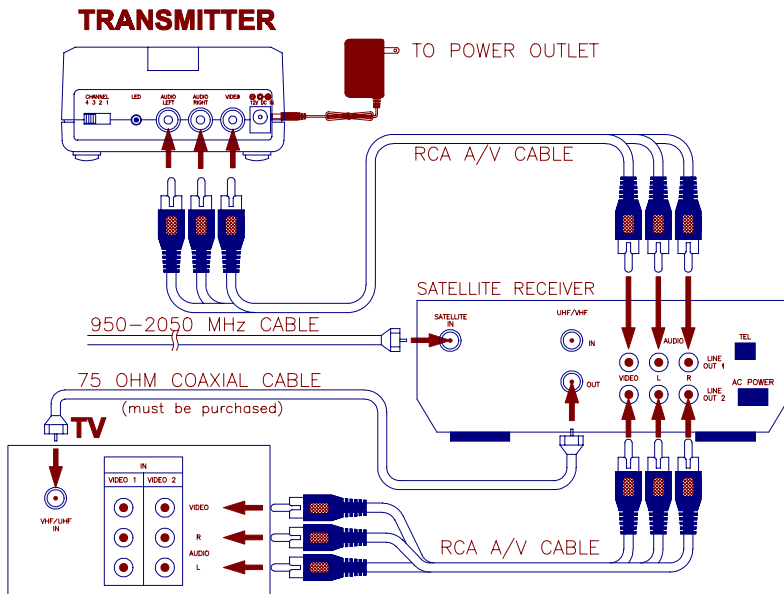 TRANSMITTER
TO POWER OUTLET
CHANNEL
4 3 2 1
LED
AUDIO
LEFT
AUDIO
RIGHT
VIDEO
12V DC IN
RCA A/V CABLE
SATELLITE RECEIVER
950-2050 MHz CABLE
SATELLITE
IN
UHF/VHF
IN
OUT
AUDIO
VIDEO
L
R
LINE
OUT 1
LINE
OUT 2
TEL
AC POWER
75 OHM COAXIAL CABLE
(must be purchased)
TV
VHF/UHF
IN
IN
VIDEO 1
VIDEO 2
VIDEO
R
AUDIO
L
RCA A/V CABLE